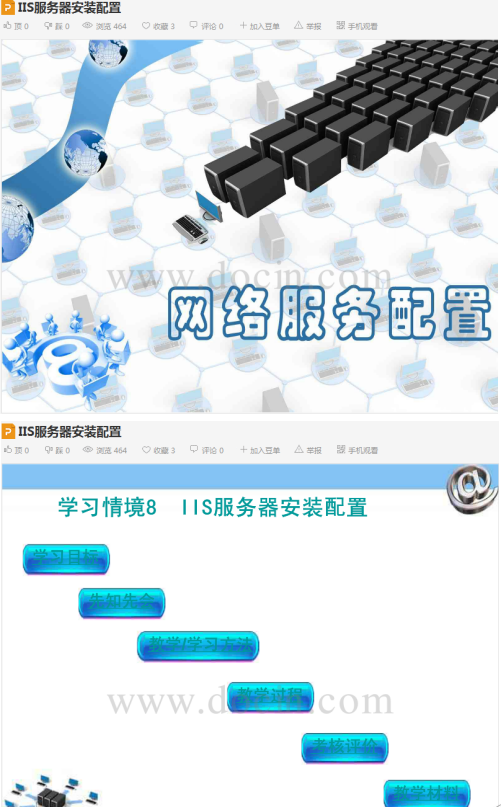 IIS服务器安装配置
顶 0 踩 0 浏览 464 收藏 3 评论 0 加入豆单 举报 手机观看
www.docin.com
网络服务配置
IIS服务器安装配置
顶 0 踩 0 浏览 464 收藏 3 评论 0 加入豆单 举报 手机观看
学习情境8 IIS服务器安装配置
学习目标
先知先会
教学/学习方法
教学过程
www.docin.com
考核评价
教学材料